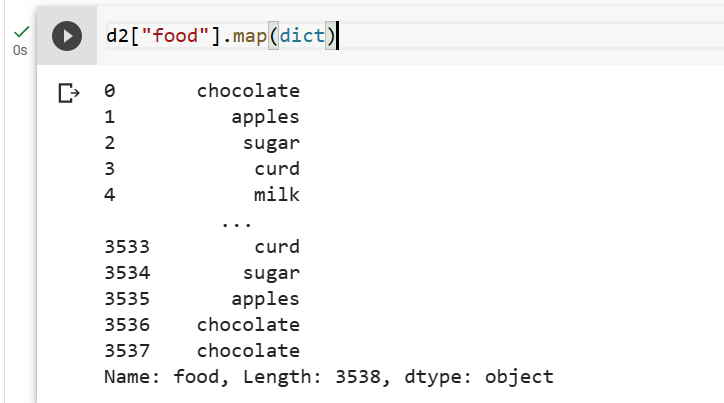 d2["food"].map(dict)
0s
0 chocolate
1 apples
2 sugar
3 curd
4 milk
...
3533 curd
3534 sugar
3535 apples
3536 chocolate
3537 chocolate
Name: food, Length: 3538, dtype: object